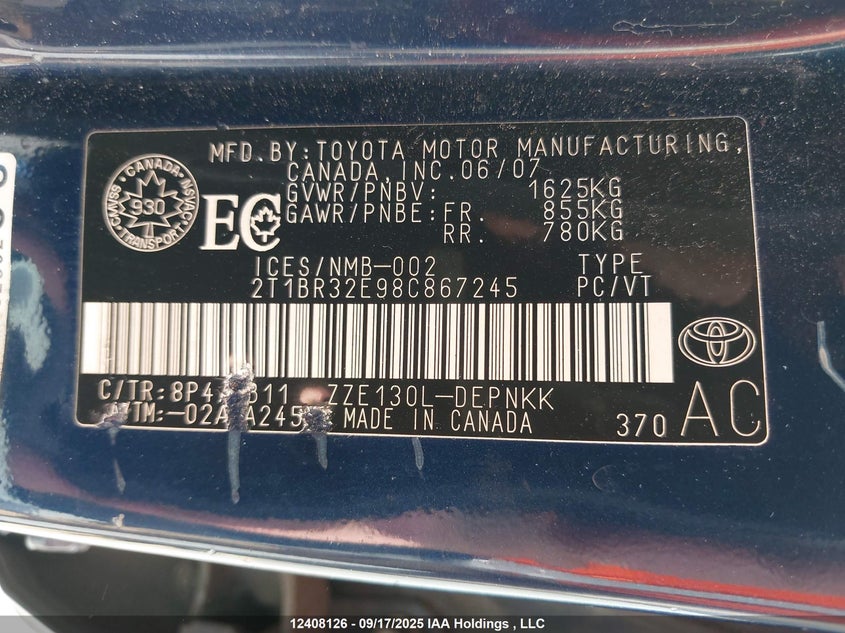 MFD.BY:TOYOTA MOTOR MANUFACTURING,
CANADA, INC.06/07
GVWR/PNBV: 1625KG
GAWR/PNBE: FR. 855KG
RR. 780KG
CANADA
930
TRANSPORT
CMVSS
NSVAC
EC
ICES/NMB-002 TYPE
2T1BR32E98C867245 PC/VT
ZZE130L-DEPNKK
MADE IN CANADA
370 AC
12408126 - 09/17/2025 IAA Holdings , LLC